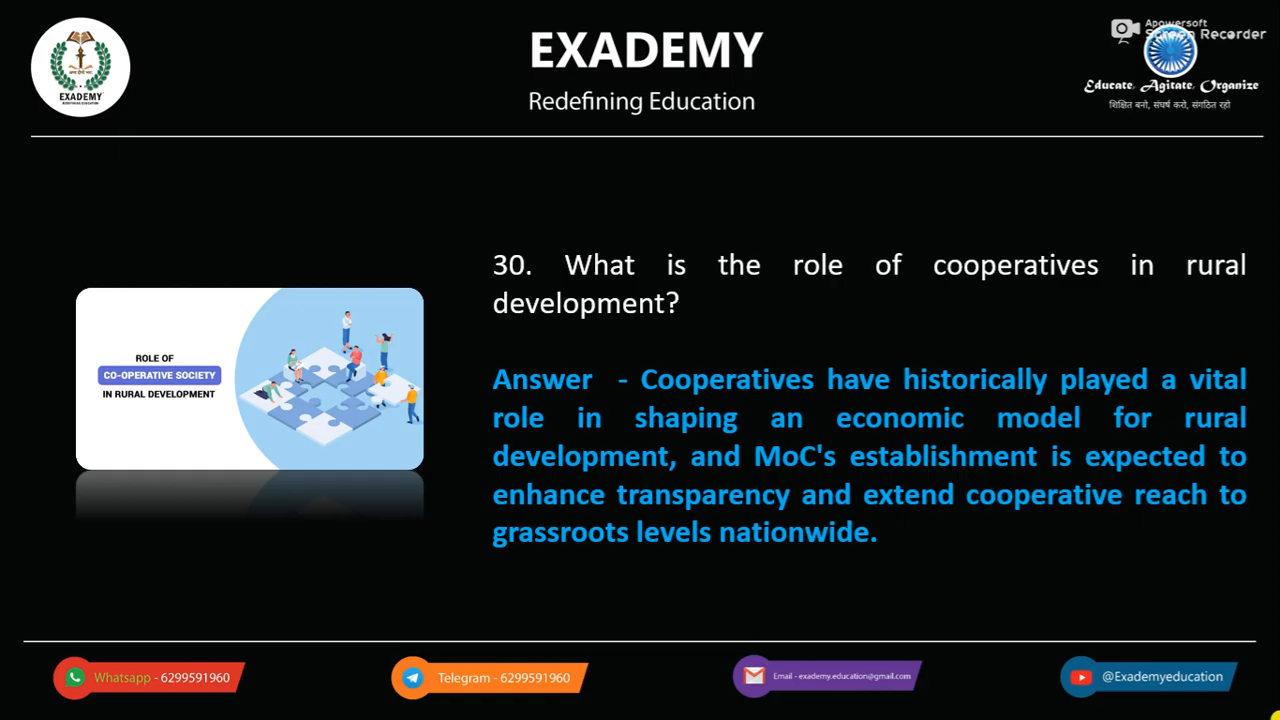 EXADEMY
Redefining Education
EXADEMY
REDEFINING EDUCATION
Apowersoft
Screen Recorder
Educate, Agitate, Organize
शिक्षित बनो, संघर्ष करो, संगठित रहो
30. What is the role of cooperatives in rural
development?
ROLE OF
CO-OPERATIVE SOCIETY
IN RURAL DEVELOPMENT
Answer - Cooperatives have historically played a vital
role in shaping an economic model for rural
development, and MoC's establishment is expected to
enhance transparency and extend cooperative reach to
grassroots levels nationwide.
Whatsapp - 6299591960
Telegram - 6299591960
Email - exademy.education@gmail.com
@Exademyeducation